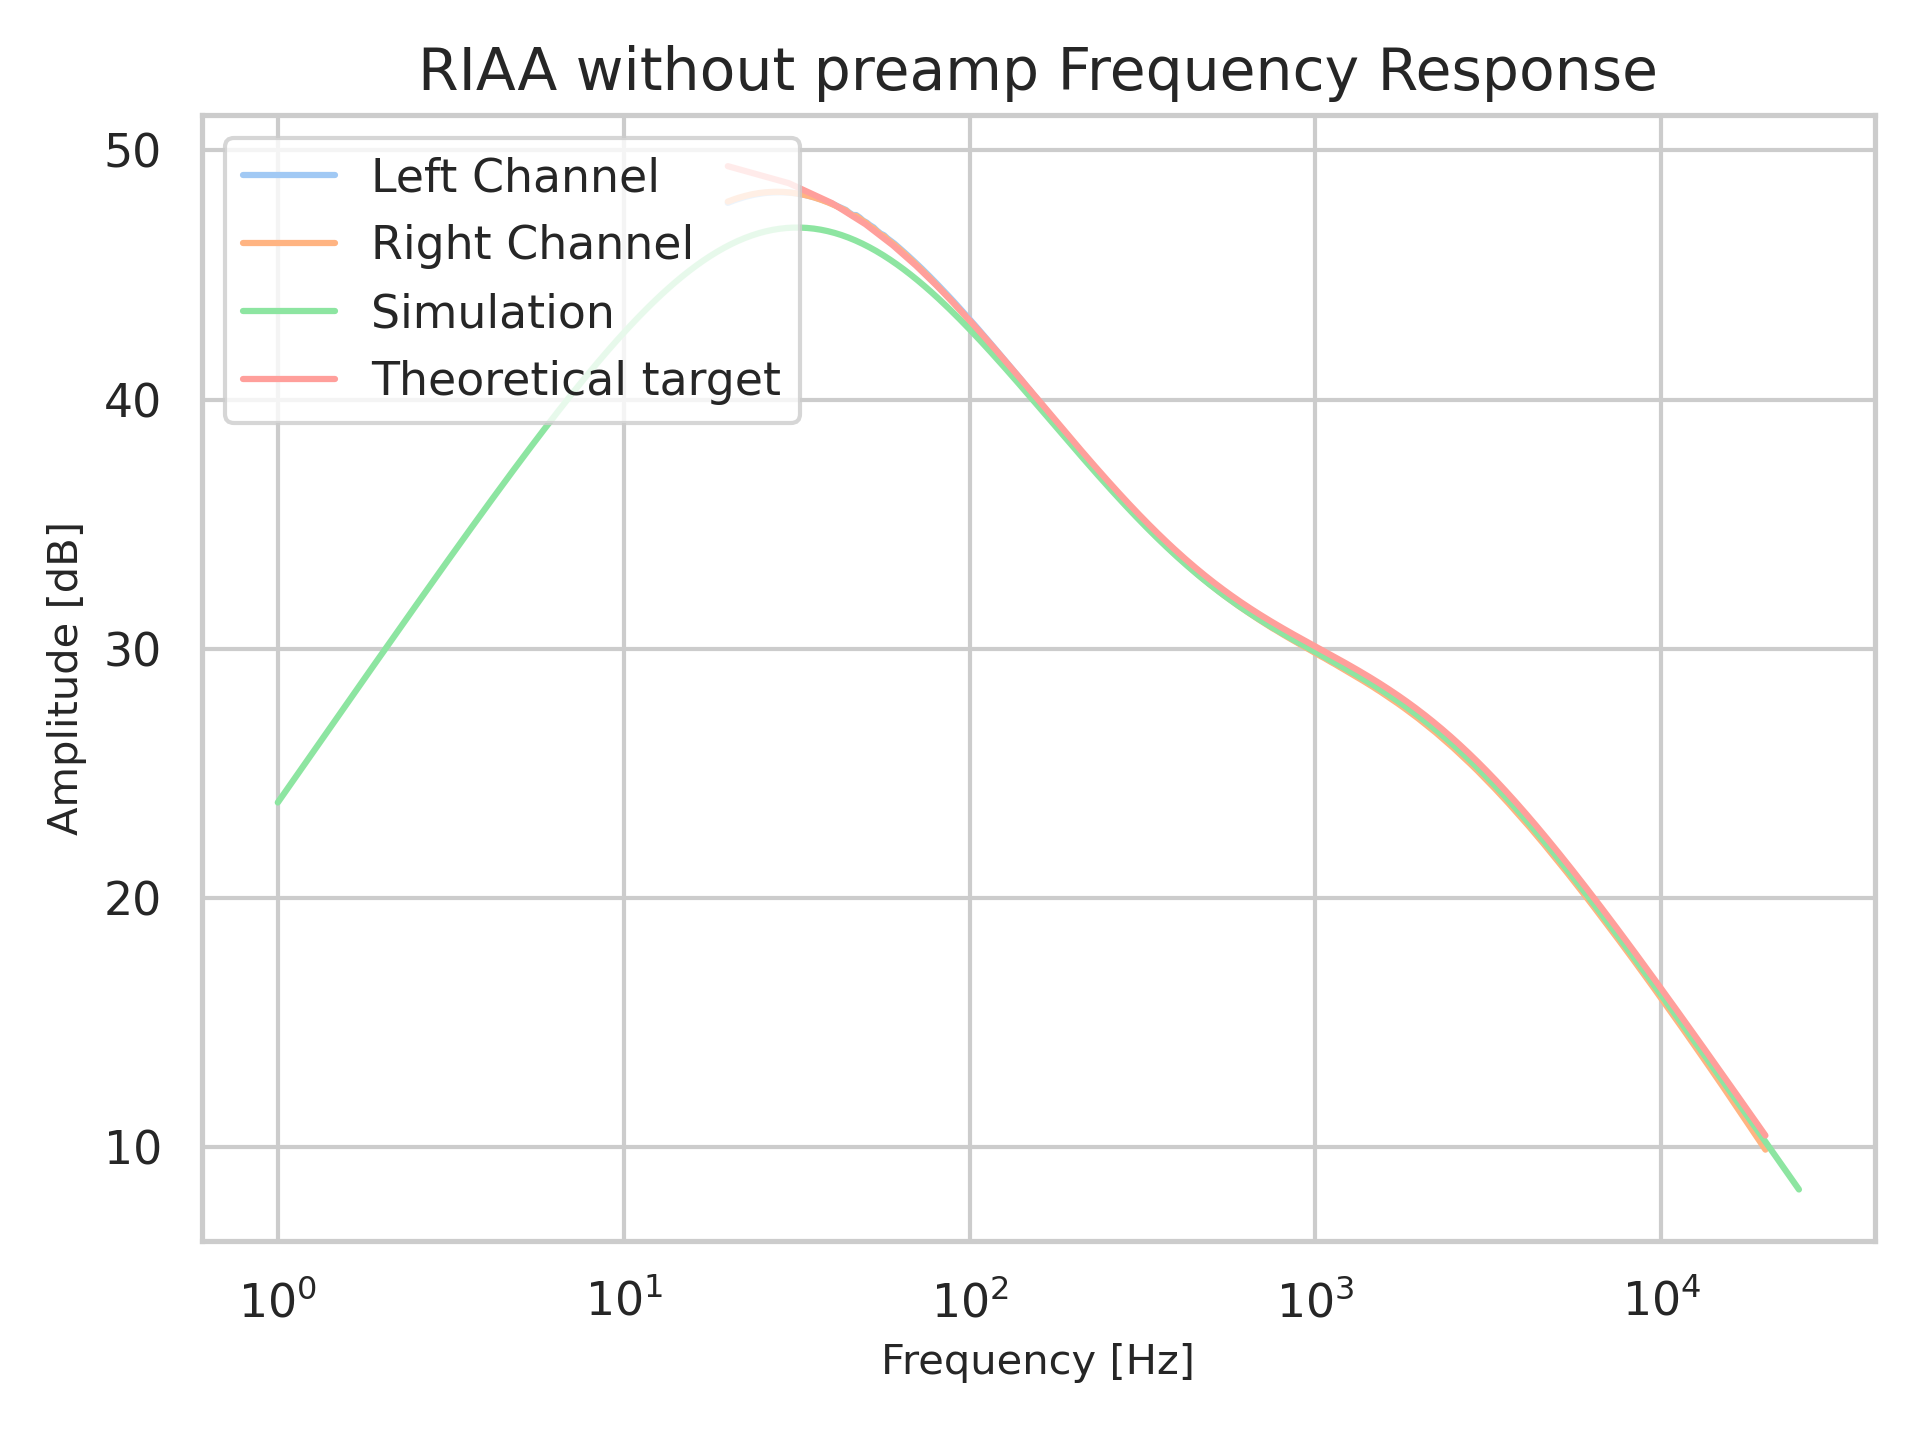 RIAA without preamp Frequency Response
Left Channel
Right Channel
Simulation
Theoretical target
50
40
30
20
10
Amplitude [dB]
10⁰ 10¹ 10² 10³ 10⁴
Frequency [Hz]